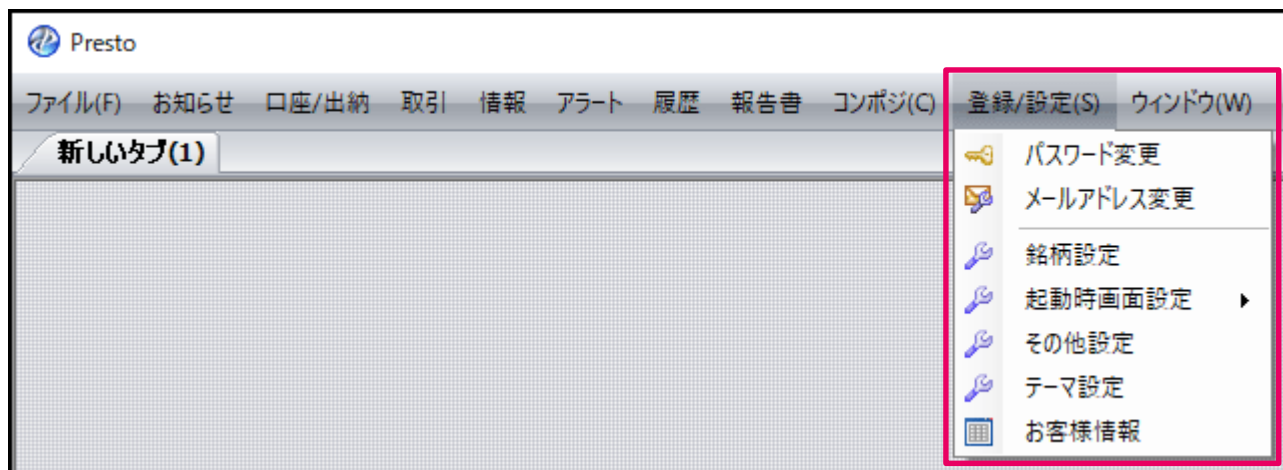 Presto
ファイル(F) お知らせ 口座/出納 取引 情報 アラート 履歴 報告書 コンポジ(C) 登録/設定(S) ウィンドウ(W)
新しいタブ(1)
パスワード変更
メールアドレス変更
銘柄設定
起動時画面設定
その他設定
テーマ設定
お客様情報